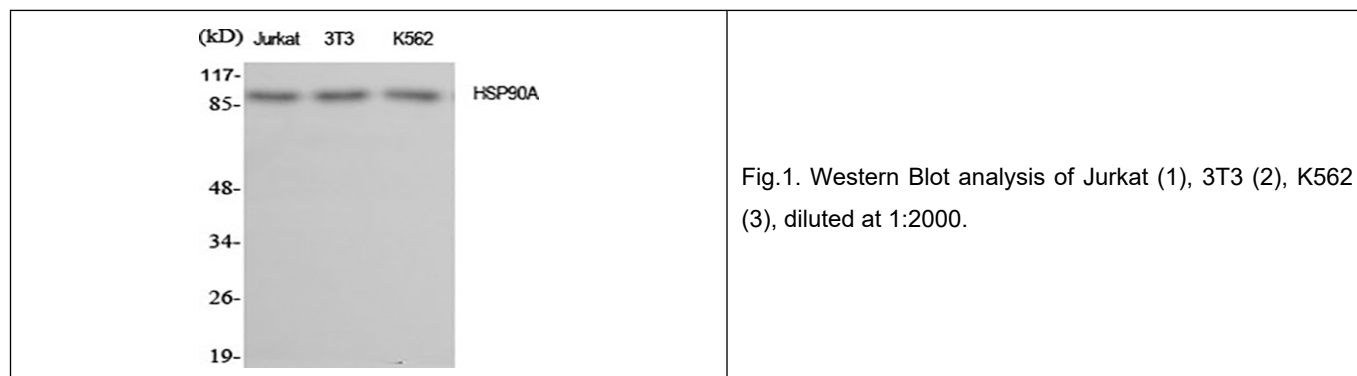 (kD) Jurkat 3T3 K562
117-
85-
HSP90A
48-
34-
26-
19-
Fig.1. Western Blot analysis of Jurkat (1), 3T3 (2), K562
(3), diluted at 1:2000.